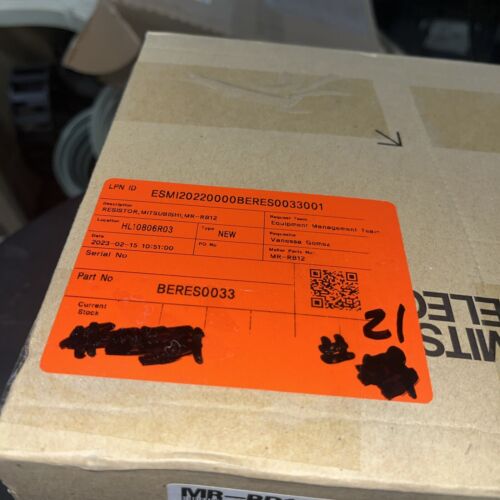 LPN ID ESMI20220000BERES0033001
Description
RESISTOR, MITSUBISHI, MR-RB12
Location
HL10806R03
Type
NEW
Date
2023-02-15 10:51:00
PO No
Serial No
Request Team
Equipment Management Team
Requester
Vanessa Gomez
Maker Parts No
MR-RB12
Part No
BERES0033
Current
Stock
21
MITS
ELEC